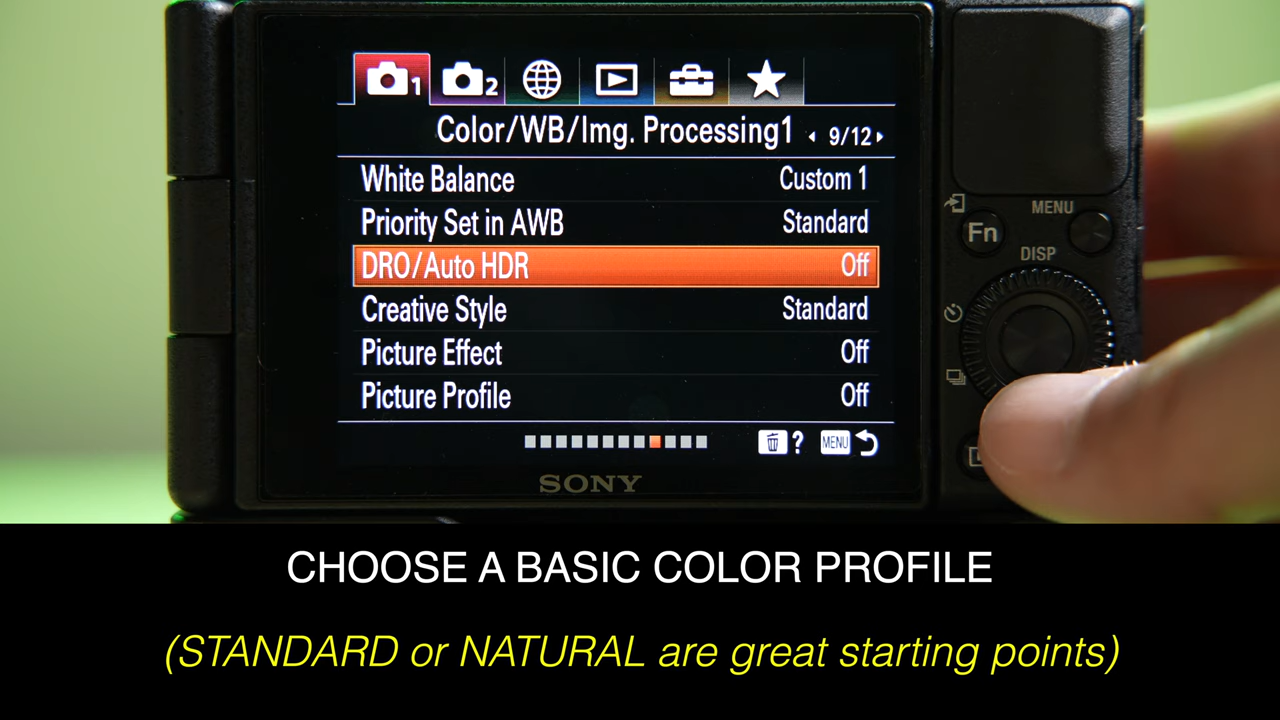 1 2
Color/WB/Img. Processing1 9/12
White Balance Custom 1
Priority Set in AWB Standard
DRO/Auto HDR Off
Creative Style Standard
Picture Effect Off
Picture Profile Off
? MENU
SONY
MENU
Fn
DISP
CHOOSE A BASIC COLOR PROFILE
(STANDARD or NATURAL are great starting points)